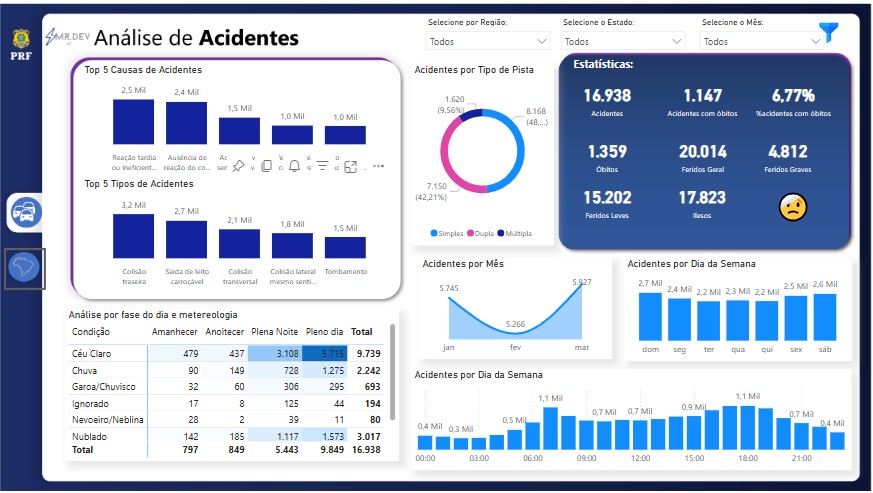 PRF
MR.DEV
Análise de Acidentes
Selecione por Região:
Todos
Selecione o Estado:
Todos
Selecione o Mês:
Todos
Top 5 Causas de Acidentes
2,5 Mil
2,4 Mil
1,5 Mil
1,0 Mil
1,0 Mil
Reação tardia
ou ineficient...
Ausência de
reação do co...
Top 5 Tipos de Acidentes
3,2 Mil
2,7 Mil
2,1 Mil
1,8 Mil
1,5 Mil
Colisão
traseira
Saída de leito
carroçável
Colisão
transversal
Colisão lateral
mesmo senti...
Tombamento
Acidentes por Tipo de Pista
1.620
(9,56%)
8.168
(48,...)
7.150
(42,21%)
Simples Dupla Múltipla
Estatísticas:
16.938
Acidentes
1.147
Acidentes com óbitos
6,77%
%acidentes com óbitos
1.359
Óbitos
20.014
Feridos Geral
4.812
Feridos Graves
15.202
Feridos Leves
17.823
Ilesos
Análise por fase do dia e metereologia
Condição Amanhecer Anoitecer Plena Noite Pleno dia Total
Céu Claro 479 437 3.108 5.715 9.739
Chuva 90 149 728 1.275 2.242
Garoa/Chuvisco 32 60 306 295 693
Ignorado 17 8 125 44 194
Nevoeiro/Neblina 28 2 39 11 80
Nublado 142 185 1.117 1.573 3.017
Total 797 849 5.443 9.849 16.938
Acidentes por Mês
5.745
5.266
5.927
jan fev mar
Acidentes por Dia da Semana
2,7 Mil
2,4 Mil
2,2 Mil
2,3 Mil
2,2 Mil
2,5 Mil
2,6 Mil
dom seg ter qua qui sex sáb
Acidentes por Dia da Semana
0,4 Mil
0,3 Mil
0,5 Mil
1,1 Mil
0,7 Mil
0,7 Mil
0,9 Mil
1,1 Mil
0,7 Mil
0,4 Mil
00:00 03:00 06:00 09:00 12:00 15:00 18:00 21:00